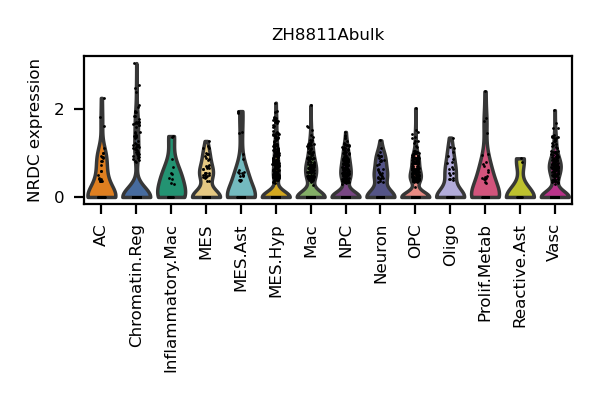 ZH8811Abulk
NRDC expression
2
0
AC
Chromatin.Reg
Inflammatory.Mac
MES
MES.Ast
MES.Hyp
Mac
NPC
Neuron
OPC
Oligo
Prolif.Metab
Reactive.Ast
Vasc